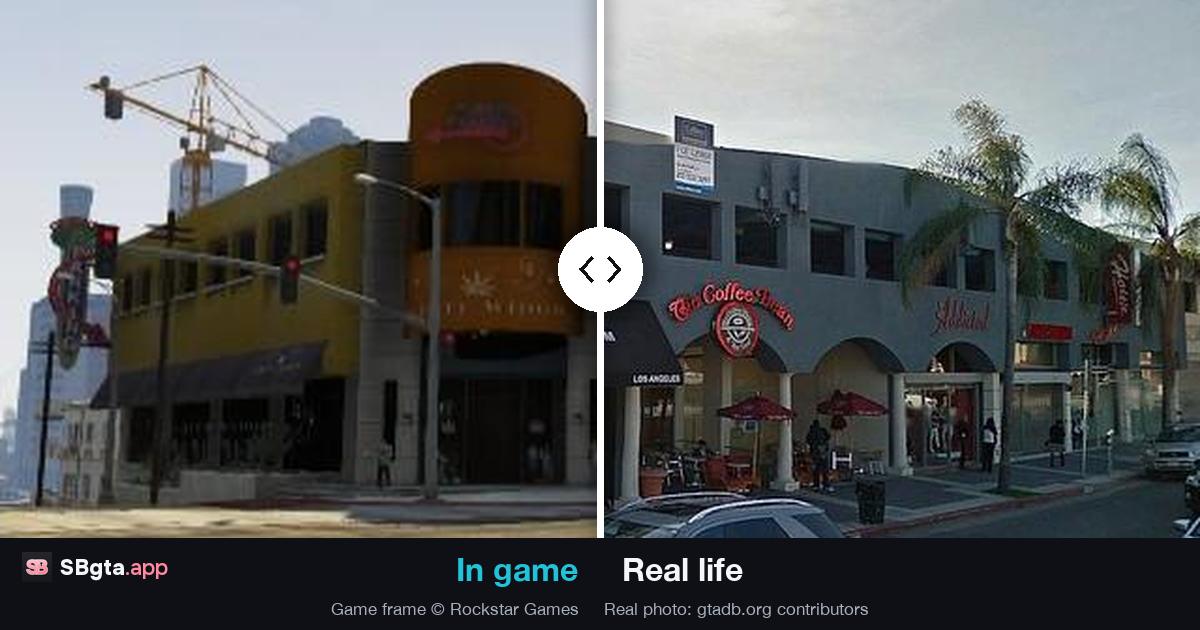 The Coffee Bean
Addicted
LOS ANGELES
SBgta.app
In game
Real life
Game frame © Rockstar Games
Real photo: gtadb.org contributors